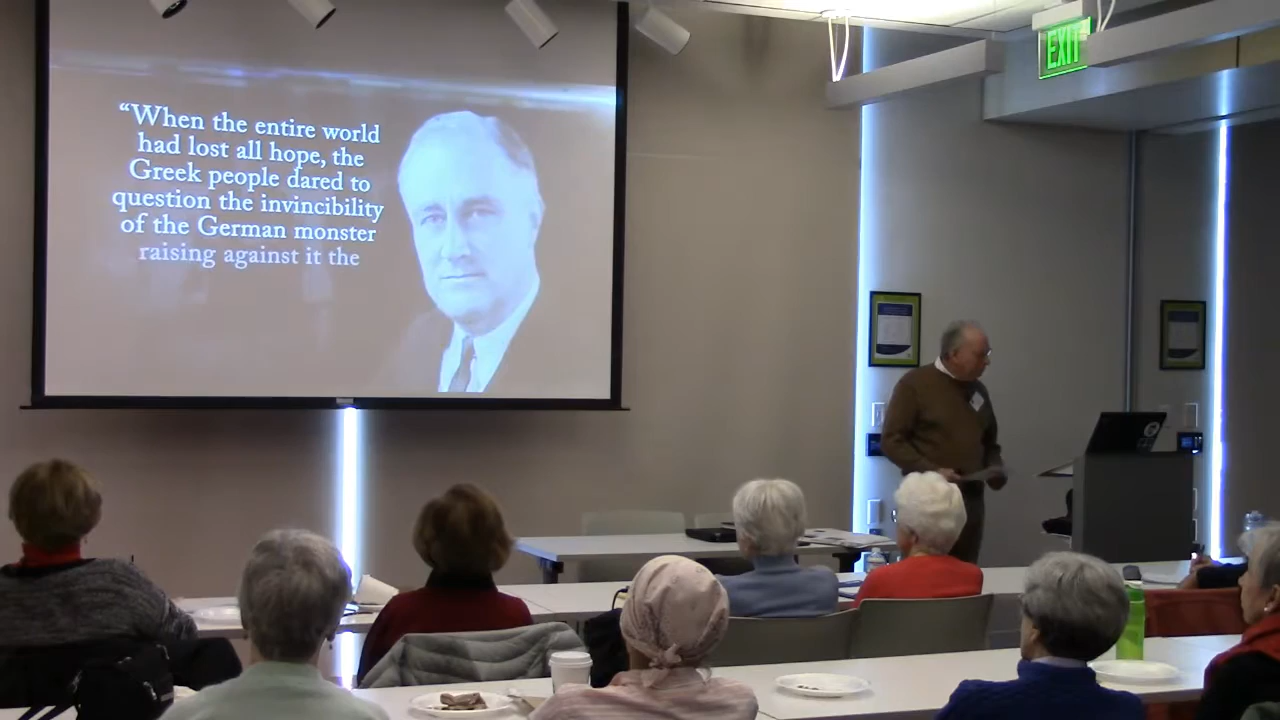 “When the entire world
had lost all hope, the
Greek people dared to
question the invincibility
of the German monster
raising against it the
EXIT